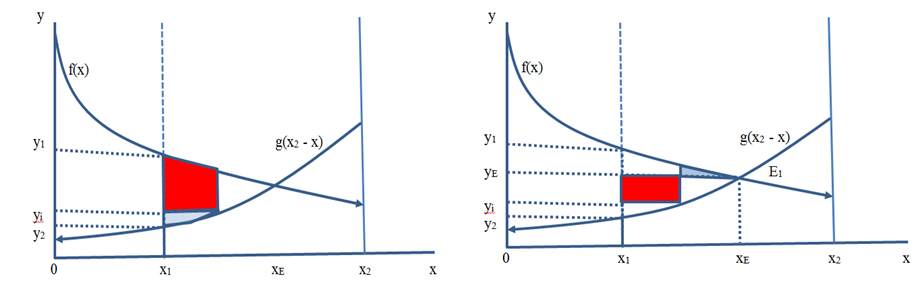 y
f(x)
y1
yi
y2
g(x2 - x)
0
x1
xE
x2
x
y
f(x)
y1
yE
yi
y2
g(x2 - x)
E1
0
x1
xE
x2
x